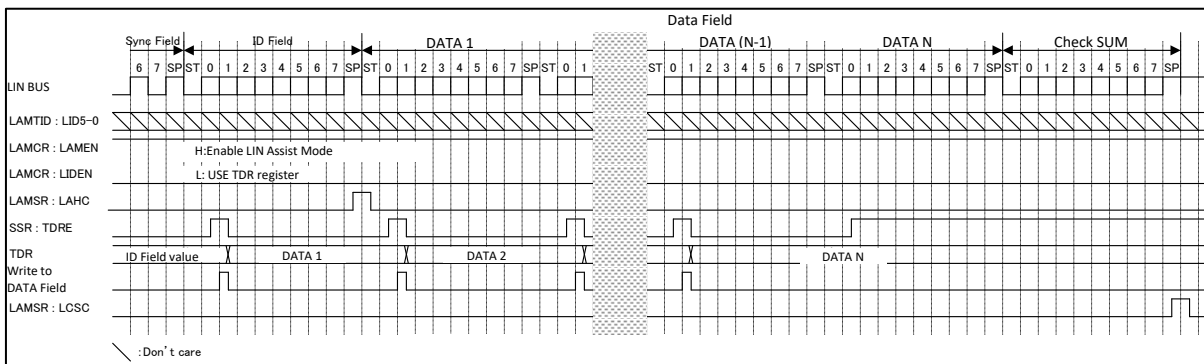 Data Field
Sync Field ID Field DATA 1 DATA (N-1) DATA N Check SUM
6 7 SP ST 0 1 2 3 4 5 6 7 SP ST 0 1 2 3 4 5 6 7 SP ST 0 1 ST 0 1 2 3 4 5 6 7 SP ST 0 1 2 3 4 5 6 7 SP ST 0 1 2 3 4 5 6 7 SP
LIN BUS
LAMTID : LID5-0
LAMCR : LAMEN H:Enable LIN Assist Mode
LAMCR : LIDEN L: USE TDR register
LAMSR : LAHC
SSR : TDRE
TDR ID Field value DATA 1 DATA 2 DATA N
Write to
DATA Field
LAMSR : LCSC
:Don't care